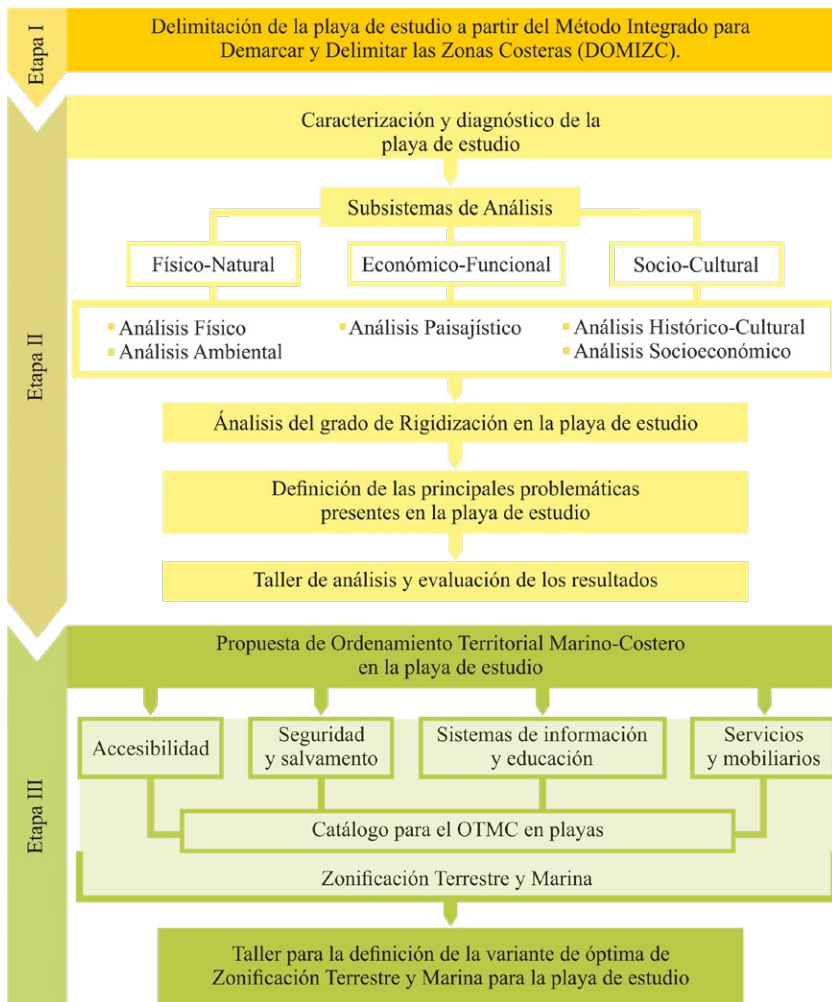 Etapa I
Delimitación de la playa de estudio a partir del Método Integrado para
Demarcar y Delimitar las Zonas Costeras (DOMIZC).
Etapa II
Caracterización y diagnóstico de la
playa de estudio
Subsistemas de Análisis
Físico-Natural
Económico-Funcional
Socio-Cultural
Análisis Físico
Análisis Ambiental
Análisis Paisajístico
Análisis Histórico-Cultural
Análisis Socioeconómico
Ánalisis del grado de Rigidización en la playa de estudio
Definición de las principales problemáticas
presentes en la playa de estudio
Taller de análisis y evaluación de los resultados
Etapa III
Propuesta de Ordenamiento Territorial Marino-Costero
en la playa de estudio
Accesibilidad
Seguridad
y salvamento
Sistemas de información
y educación
Servicios
y mobiliarios
Catálogo para el OTMC en playas
Zonificación Terrestre y Marina
Taller para la definición de la variante de óptima de
Zonificación Terrestre y Marina para la playa de estudio